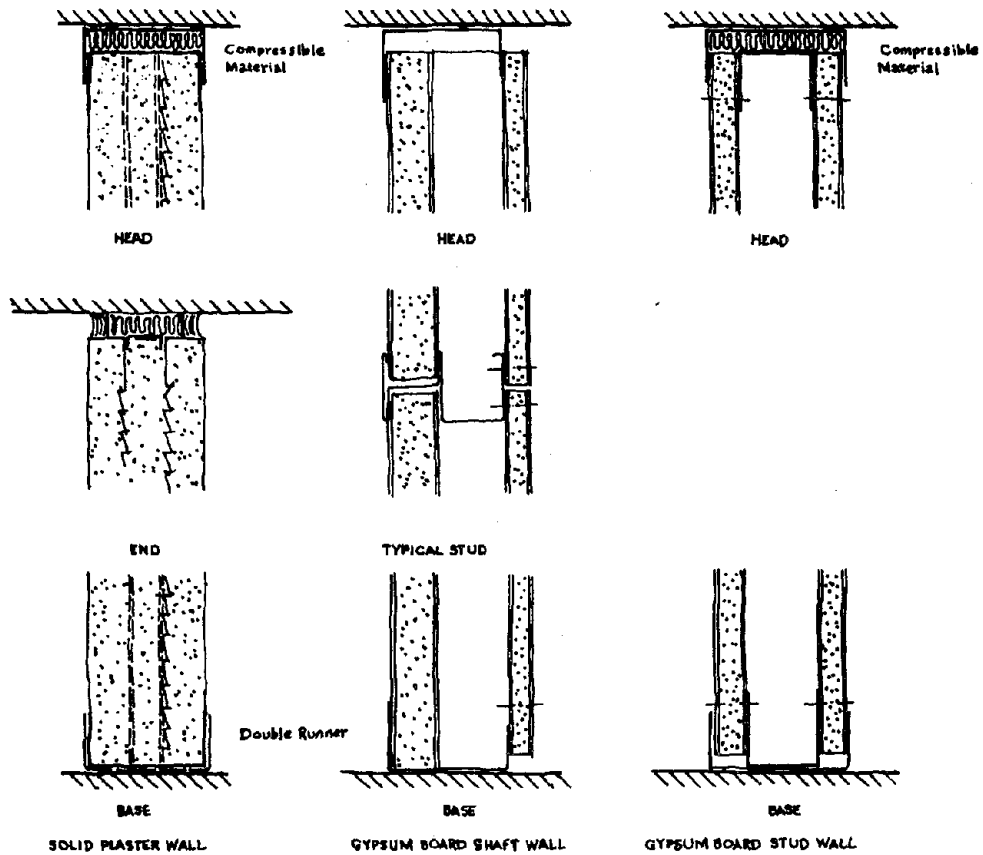 Compressible
Material
Compressible
Material
HEAD
HEAD
HEAD
END
TYPICAL STUD
Double Runner
BASE
BASE
BASE
SOLID PLASTER WALL
GYPSUM BOARD SHAFT WALL
GYPSUM BOARD STUD WALL